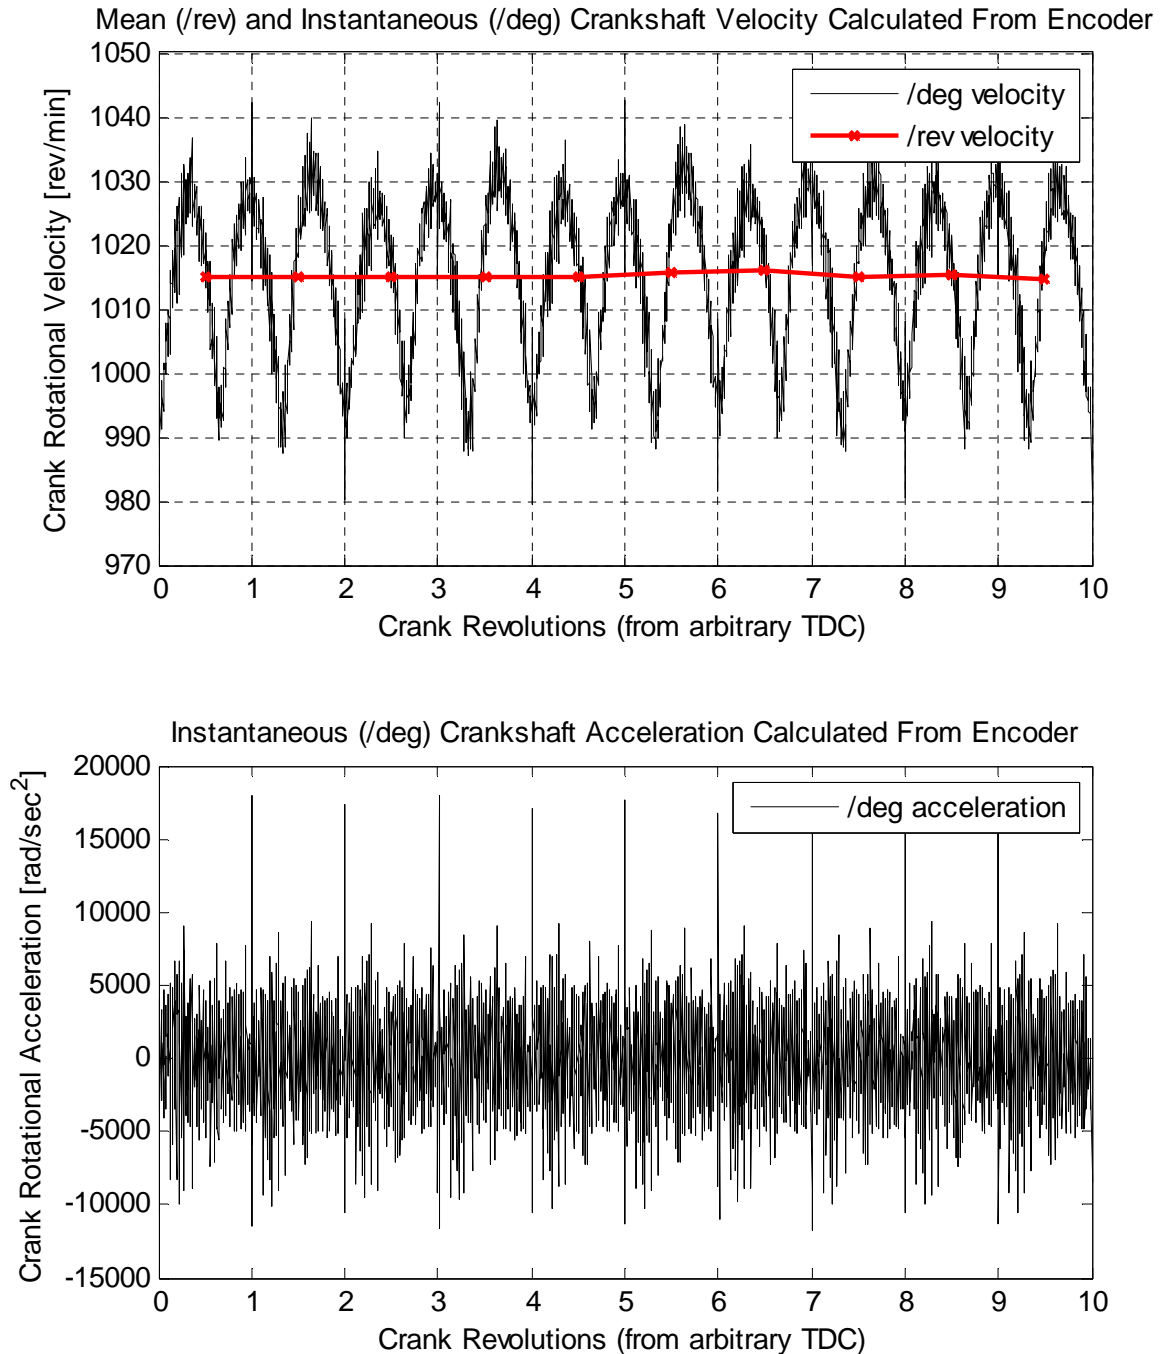 Mean (/rev) and Instantaneous (/deg) Crankshaft Velocity Calculated From Encoder
1050
1040
1030
1020
1010
1000
990
980
970
Crank Rotational Velocity [rev/min]
/deg velocity
/rev velocity
0 1 2 3 4 5 6 7 8 9 10
Crank Revolutions (from arbitrary TDC)
Instantaneous (/deg) Crankshaft Acceleration Calculated From Encoder
20000
15000
10000
5000
0
-5000
-10000
-15000
Crank Rotational Acceleration [rad/sec²]
/deg acceleration
0 1 2 3 4 5 6 7 8 9 10
Crank Revolutions (from arbitrary TDC)